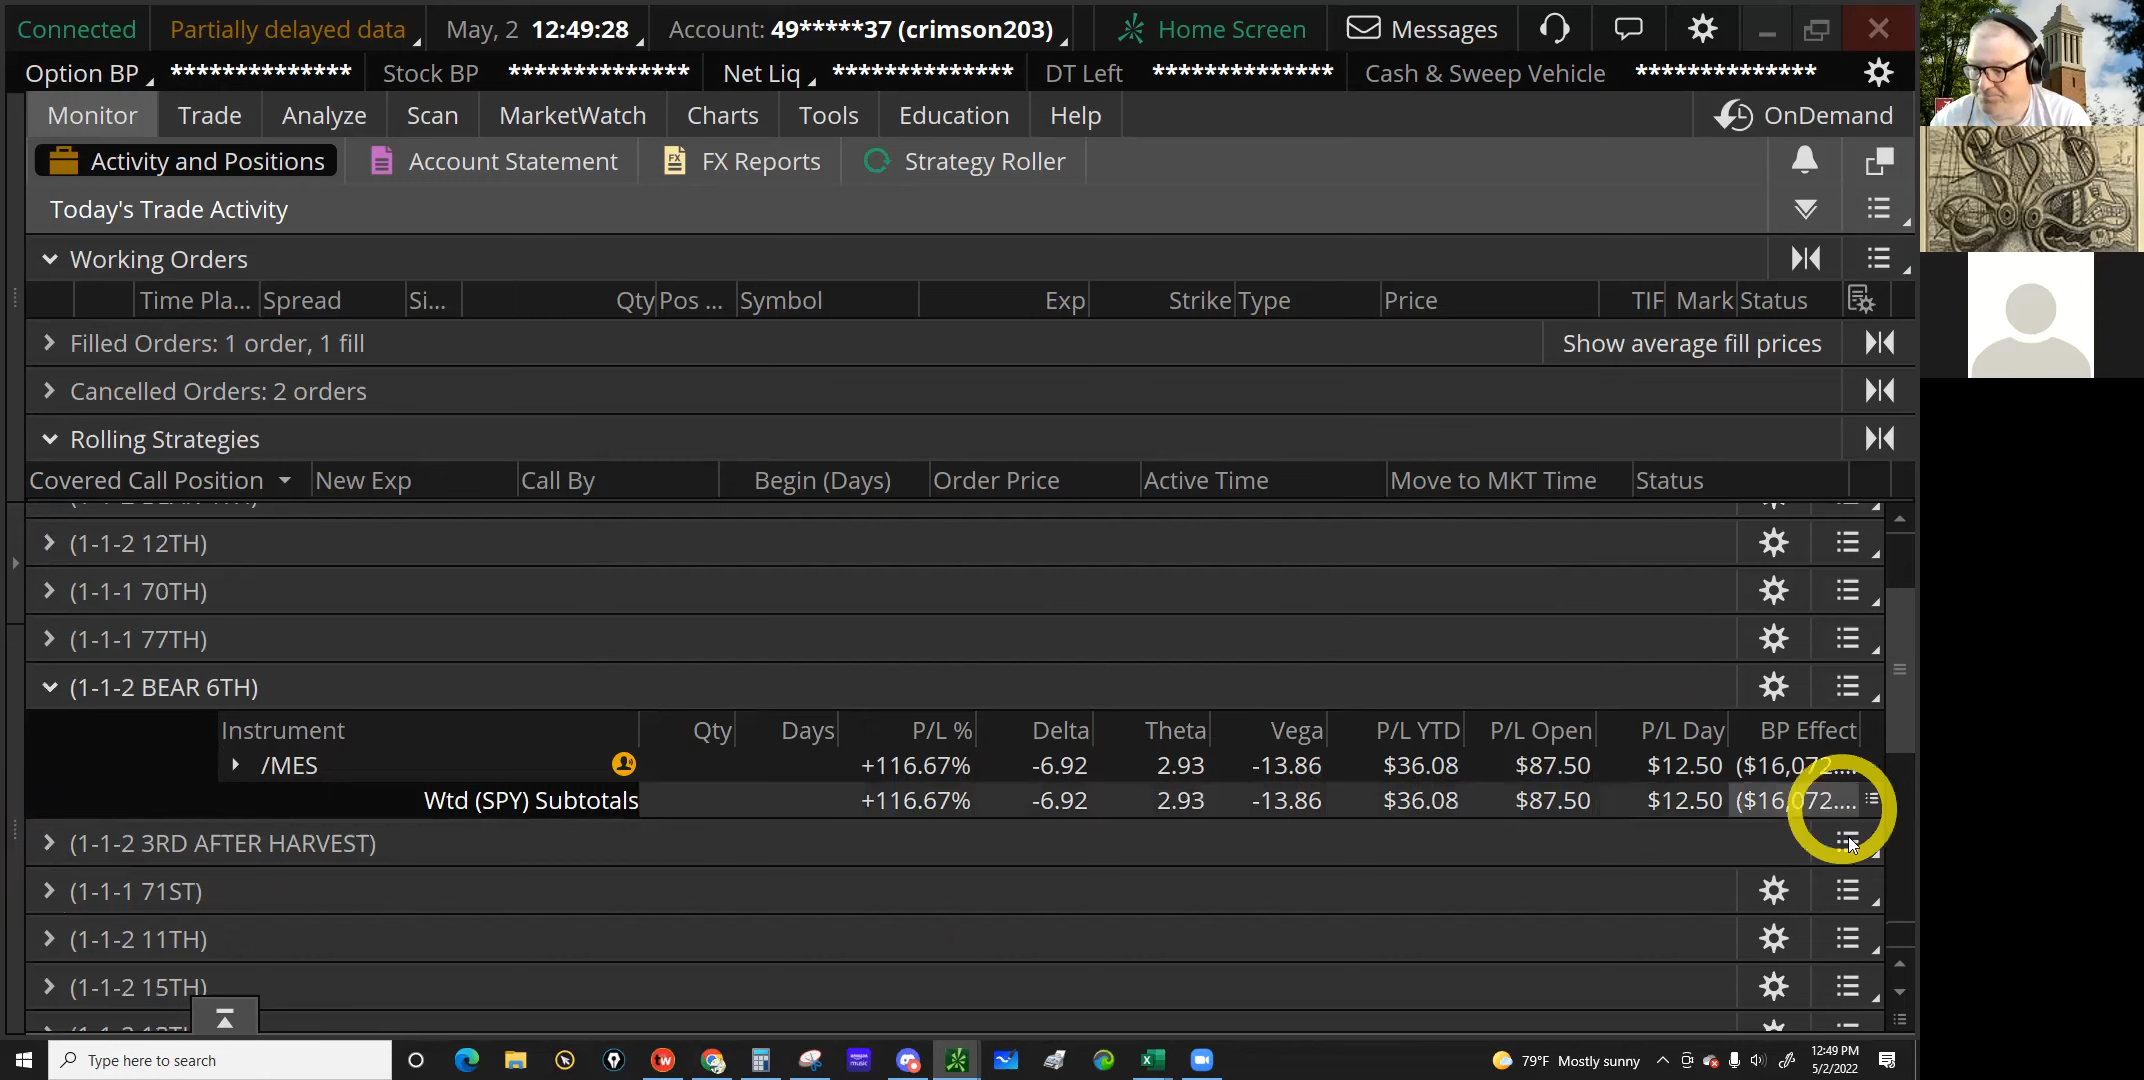 Connected
Partially delayed data
May, 2 12:49:28
Account: 49*****37 (crimson203)
Home Screen
Messages
Option BP **************
Stock BP **************
Net Liq **************
DT Left **************
Cash & Sweep Vehicle **************
Monitor
Trade
Analyze
Scan
MarketWatch
Charts
Tools
Education
Help
OnDemand
Activity and Positions
Account Statement
FX
FX Reports
Strategy Roller
Today's Trade Activity
Working Orders
Time Pla... Spread Si... Qty Pos ... Symbol Exp Strike Type Price TIF Mark Status
Filled Orders: 1 order, 1 fill
Show average fill prices
Cancelled Orders: 2 orders
Rolling Strategies
Covered Call Position New Exp Call By Begin (Days) Order Price Active Time Move to MKT Time Status
(1-1-2 12TH)
(1-1-1 70TH)
(1-1-1 77TH)
(1-1-2 BEAR 6TH)
Instrument Qty Days P/L % Delta Theta Vega P/L YTD P/L Open P/L Day BP Effect
/MES +116.67% -6.92 2.93 -13.86 $36.08 $87.50 $12.50 ($16,072....
Wtd (SPY) Subtotals +116.67% -6.92 2.93 -13.86 $36.08 $87.50 $12.50 ($16,072....
(1-1-2 3RD AFTER HARVEST)
(1-1-1 71ST)
(1-1-2 11TH)
(1-1-2 15TH)
Type here to search
79°F Mostly sunny
12:49 PM
5/2/2022